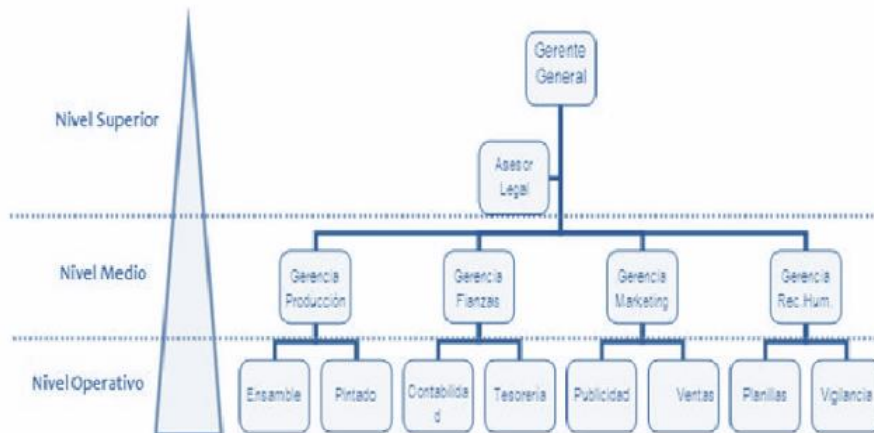 Gerente
General
Nivel Superior
Asesor
Legal
Nivel Medio
Gerencia
Producción
Gerencia
Fianzas
Gerencia
Marketing
Gerencia
Rec.Hum.
Nivel Operativo
Ensamble
Pintado
Contabilida
d
Tesorería
Publicidad
Ventas
Planillas
Vigilancia